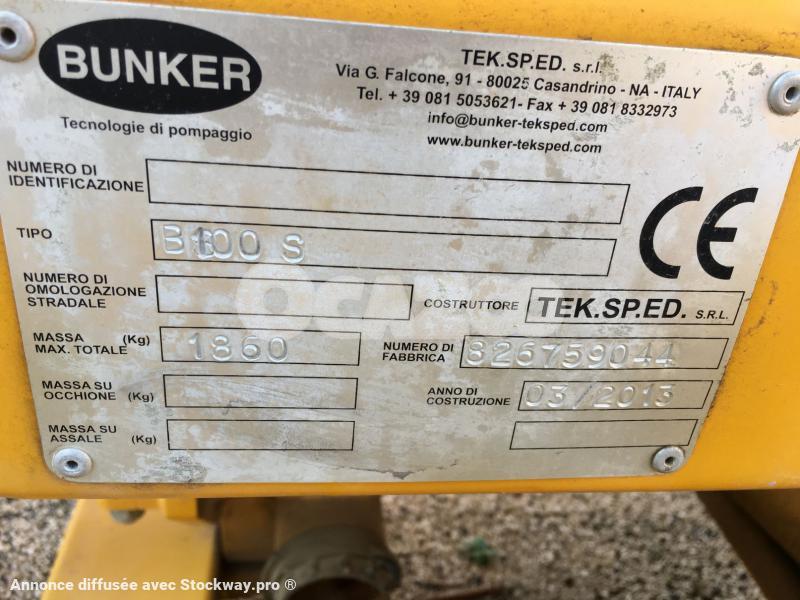 BUNKER
Tecnologie di pompaggio
TEK.SP.ED. s.r.l.
Via G. Falcone, 91 - 80025 Casandrino - NA - ITALY
Tel. + 39 081 5053621- Fax + 39 081 8332973
info@bunker-teksped.com
www.bunker-teksped.com
NUMERO DI
IDENTIFICAZIONE
TIPO B100 S
CE
NUMERO DI
OMOLOGAZIONE
STRADALE
COSTRUTTORE TEK.SP.ED. S.R.L.
MASSA (Kg)
MAX. TOTALE 1860
NUMERO DI
FABBRICA 826759044
MASSA SU
OCCHIONE (Kg)
ANNO DI
COSTRUZIONE 03/2013
MASSA SU
ASSALE (Kg)
Annonce diffusée avec Stockway.pro ®